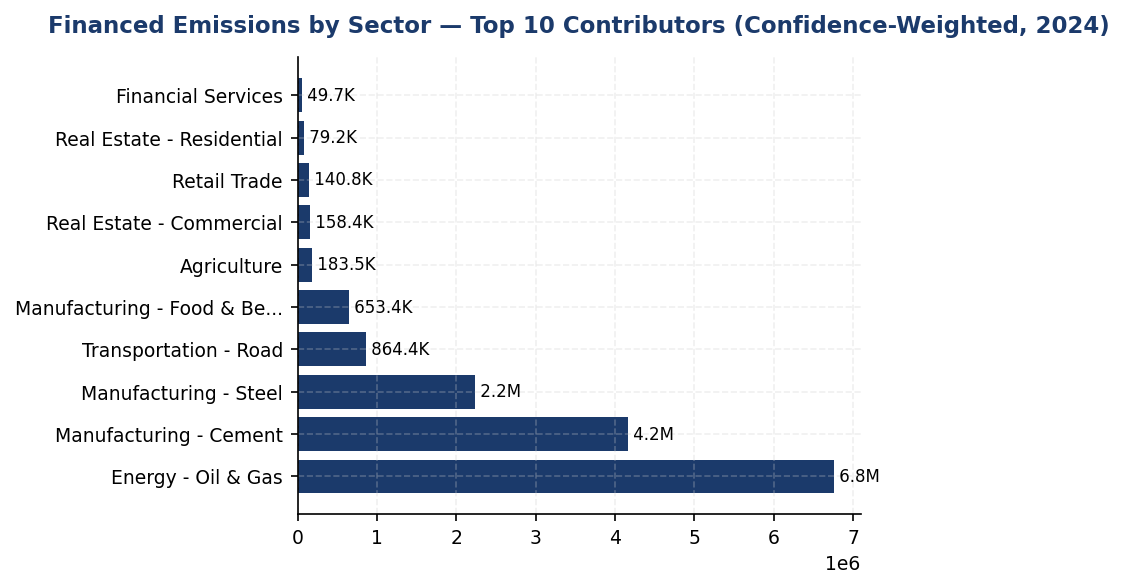 Financed Emissions by Sector — Top 10 Contributors (Confidence-Weighted, 2024)
Financial Services 49.7K
Real Estate - Residential 79.2K
Retail Trade 140.8K
Real Estate - Commercial 158.4K
Agriculture 183.5K
Manufacturing - Food & Be... 653.4K
Transportation - Road 864.4K
Manufacturing - Steel 2.2M
Manufacturing - Cement 4.2M
Energy - Oil & Gas 6.8M
0 1 2 3 4 5 6 7
1e6